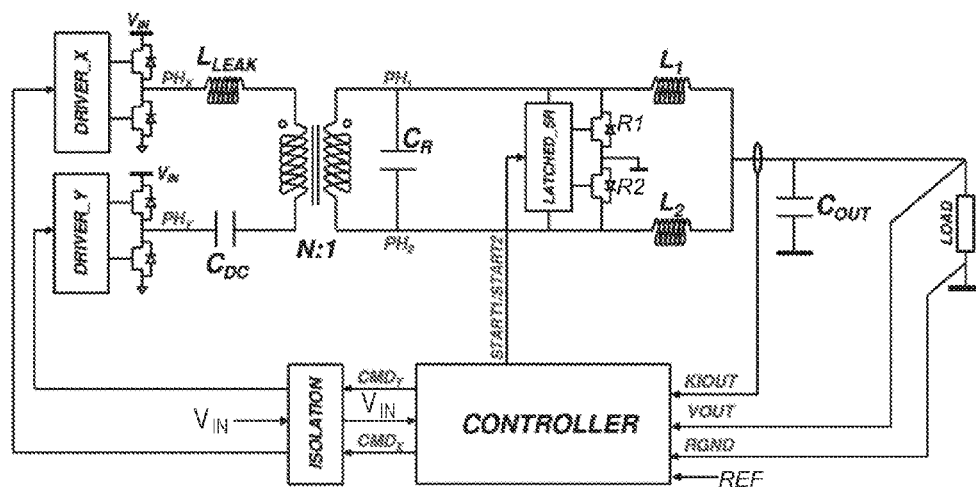 V_IN
DRIVER_X
PH_X
L_LEAK
PH_1
L_1
C_R
LATCHED_SR
R1
R2
V_IN
DRIVER_Y
PH_Y
C_DC
N:1
PH_2
L_2
C_OUT
LOAD
START1/START2
V_IN
ISOLATION
CMD_Y
V_IN
CMD_X
CONTROLLER
KIOUT
VOUT
RGND
REF